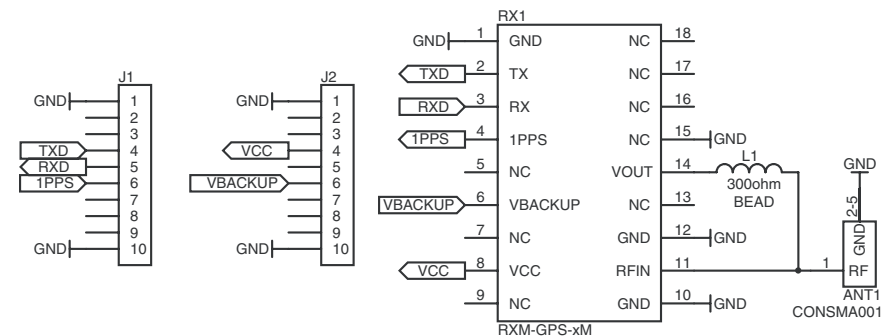 J1
GND 1
2
3
TXD 4
RXD 5
1PPS 6
7
8
9
GND 10
J2
GND 1
2
3
VCC 4
5
VBACKUP 6
7
8
9
GND 10
RX1
GND 1 GND NC 18
TXD 2 TX NC 17
RXD 3 RX NC 16
1PPS 4 1PPS NC 15 GND
5 NC VOUT 14
VBACKUP 6 VBACKUP NC 13
7 NC GND 12 GND
VCC 8 VCC RFIN 11
9 NC GND 10 GND
RXM-GPS-xM
L1
300ohm
BEAD
GND
2-5
GND
1 RF
ANT1
CONSMA001